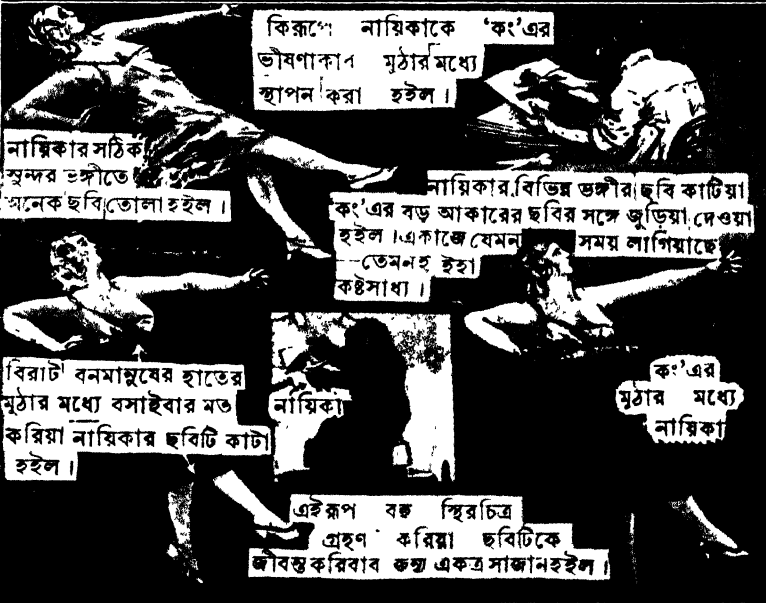 কিরূপে নায়িকাকে ‘কং’এর
ভীষণাকার মুঠার মধ্যে
স্থাপন করা হইল।
নায়িকার সঠিক
সুন্দর ভঙ্গীতে
অনেক ছবি তোলা হইল।
নায়িকার বিভিন্ন ভঙ্গীর ছবি কাটিয়া
কং’এর বড় আকারের ছবির সঙ্গে জুড়িয়া দেওয়া
হইল। একাজে যেমন সময় লাগিয়াছে
তেমনই ইহা
কষ্টসাধ্য।
বিরাট বনমানুষের হাতের
মুঠার মধ্যে বসাইবার মত
করিয়া নায়িকার ছবিটি কাটা
হইল।
নায়িকা
কং’এর
মুঠার মধ্যে
নায়িকা
এইরূপ বহু স্থিরচিত্র
গ্রহণ করিয়া ছবিটিকে
জীবন্ত করিবার জন্য একত্র সাজান হইল।